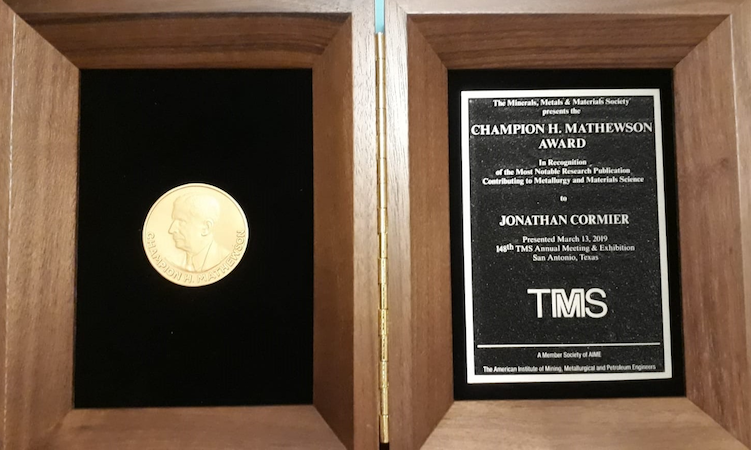 CHAMPION H. MATHEWSON
The Minerals, Metals & Materials Society
presents the
CHAMPION H. MATHEWSON
AWARD
In Recognition
of the Most Notable Research Publication
Contributing to Metallurgy and Materials Science
to
JONATHAN CORMIER
Presented March 13, 2019
148th TMS Annual Meeting & Exhibition
San Antonio, Texas
TMS
A Member Society of AIME
The American Institute of Mining, Metallurgical and Petroleum Engineers